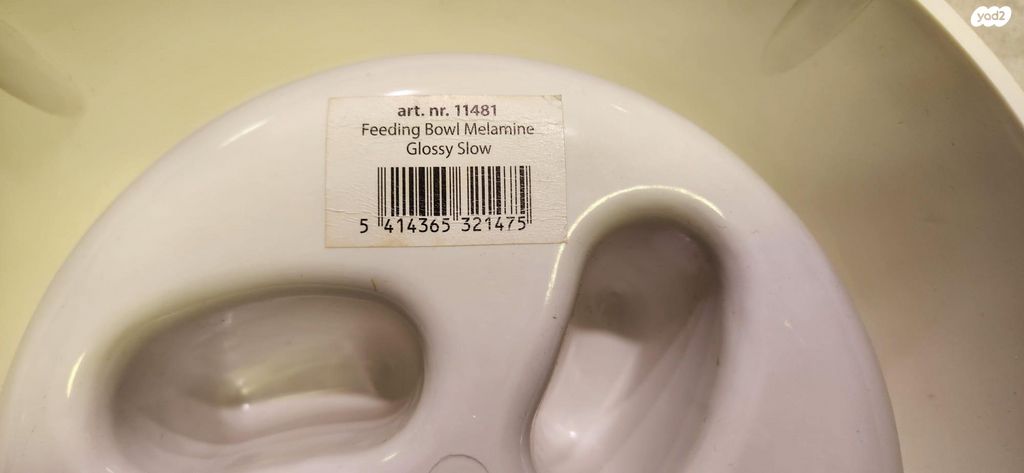 yad2
art. nr. 11481
Feeding Bowl Melamine
Glossy Slow
5 414365 321475